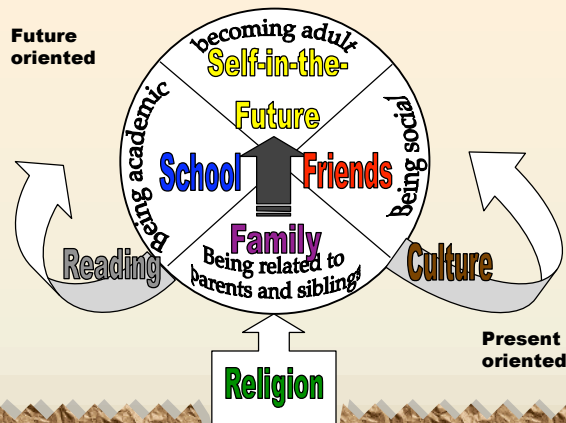 Future
oriented
becoming adult
Self-in-the-
Future
Being academic
School
Friends
Being social
Family
Being related to
parents and siblings
Reading
Culture
Present
oriented
Religion